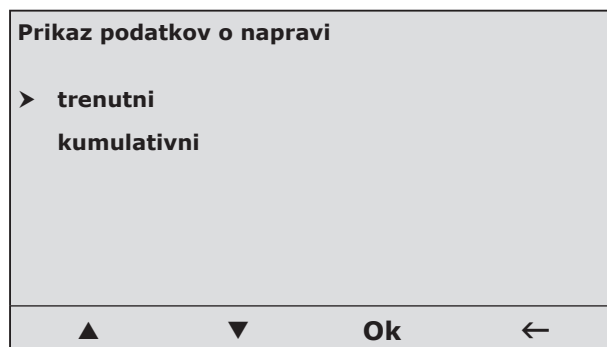 Prikaz podatkov o napravi
➤ trenutni
kumulativni
▲ ▼ Ok ←